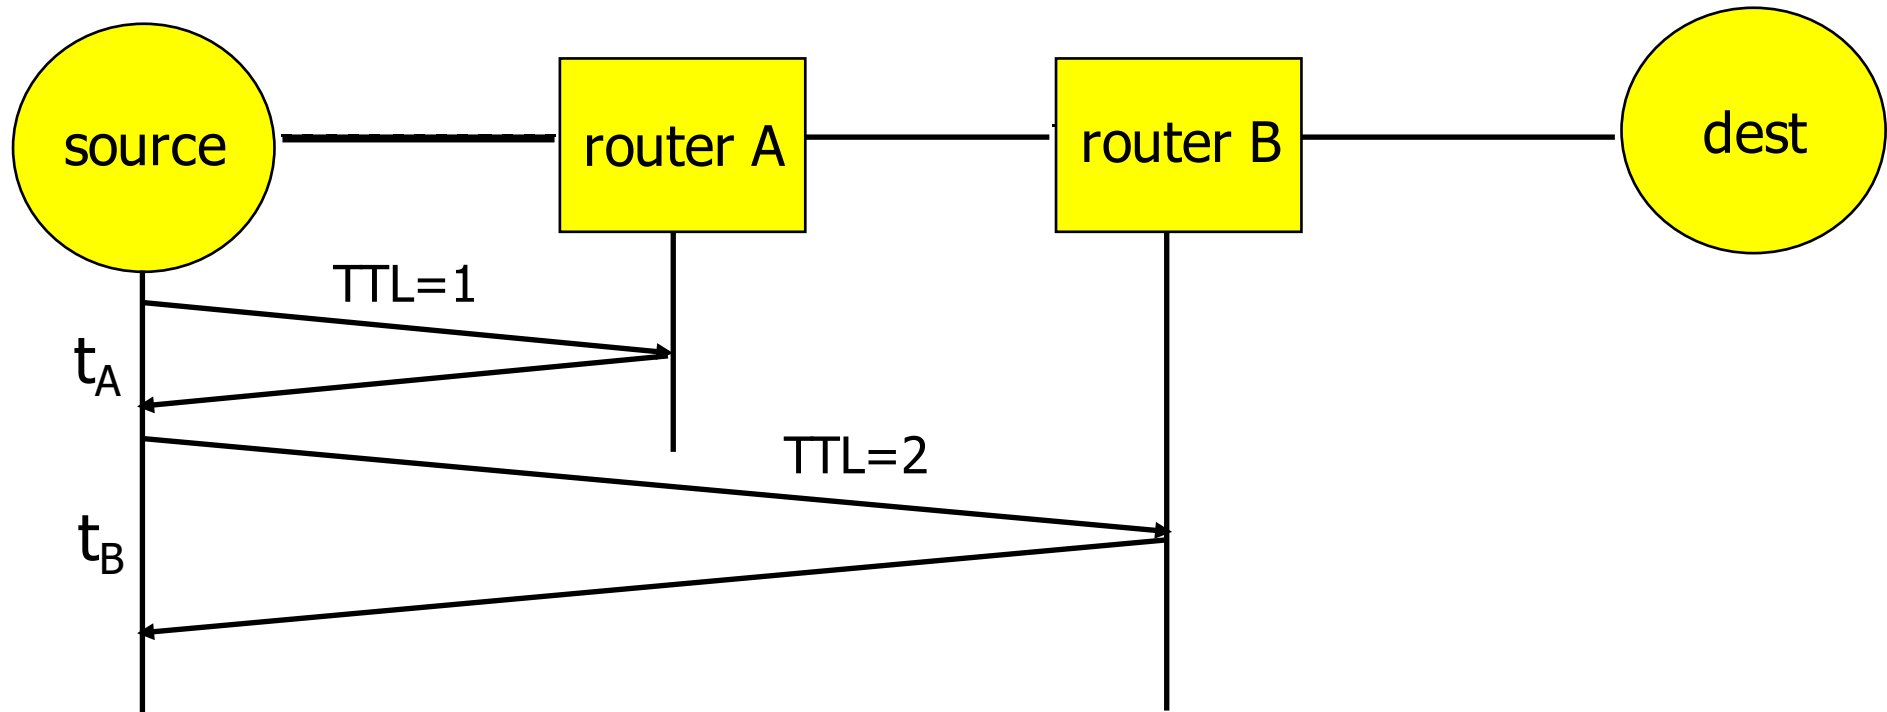 source
router A
router B
dest
TTL=1
tA
TTL=2
tB